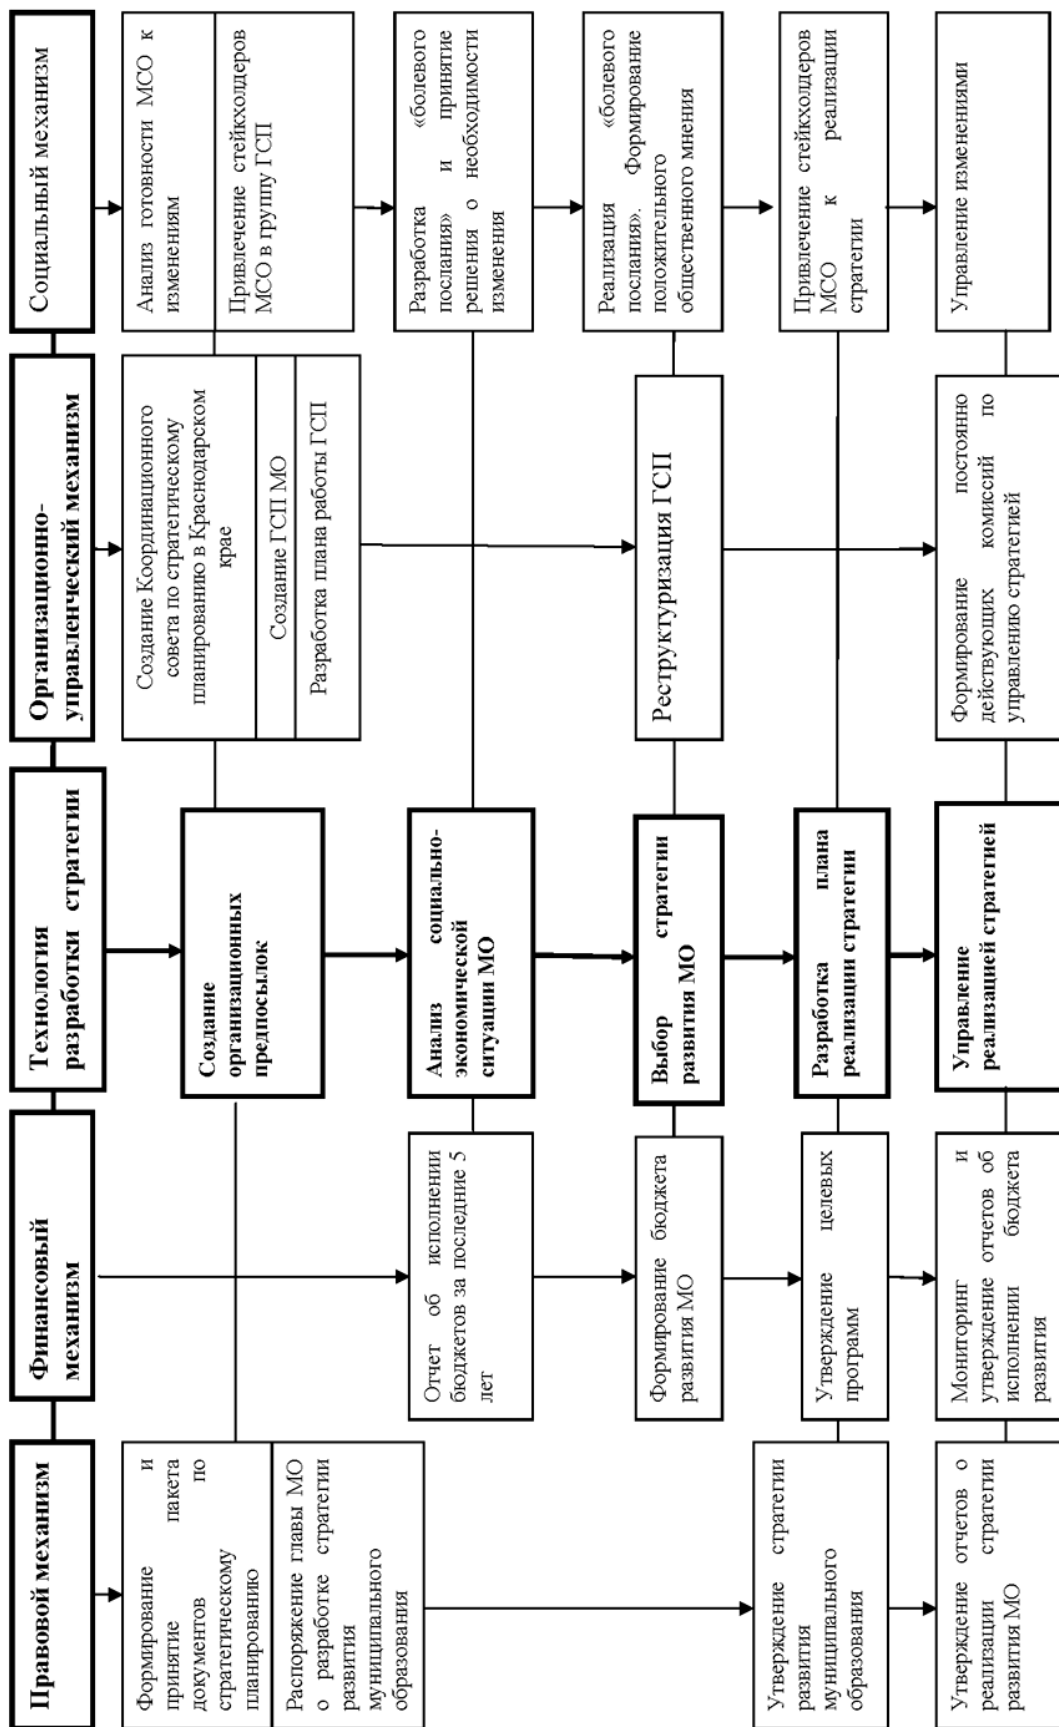 Правовой механизм
Финансовый
механизм
Технология
разработки стратегии
Организационно-
управленческий механизм
Социальный механизм
Формирование и
принятие пакета
документов по
стратегическому
планированию
Распоряжение главы МО
о разработке стратегии
развития
муниципального
образования
Создание
организационных
предпосылок
Создание Координационного
совета по стратегическому
планированию в Краснодарском
крае
Создание ГСП МО
Разработка плана работы ГСП
Анализ готовности МСО к
изменениям
Привлечение стейкхолдеров
МСО в группу ГСП
Отчет об исполнении
бюджетов за последние 5
лет
Анализ социально-
экономической
ситуации МО
Разработка «болевого
послания» и принятие
решения о необходимости
изменения
Формирование бюджета
развития МО
Выбор стратегии
развития МО
Реструктуризация ГСП
Реализация «болевого
послания». Формирование
положительного
общественного мнения
Утверждение стратегии
развития
муниципального
образования
Утверждение целевых
программ
Разработка плана
реализации стратегии
Привлечение стейкхолдеров
МСО к реализации
стратегии
Утверждение отчетов о
реализации стратегии
развития МО
Мониторинг и
утверждение отчетов об
исполнении бюджета
развития
Управление
реализацией стратегией
Формирование постоянно
действующих комиссий по
управлению стратегией
Управление изменениями